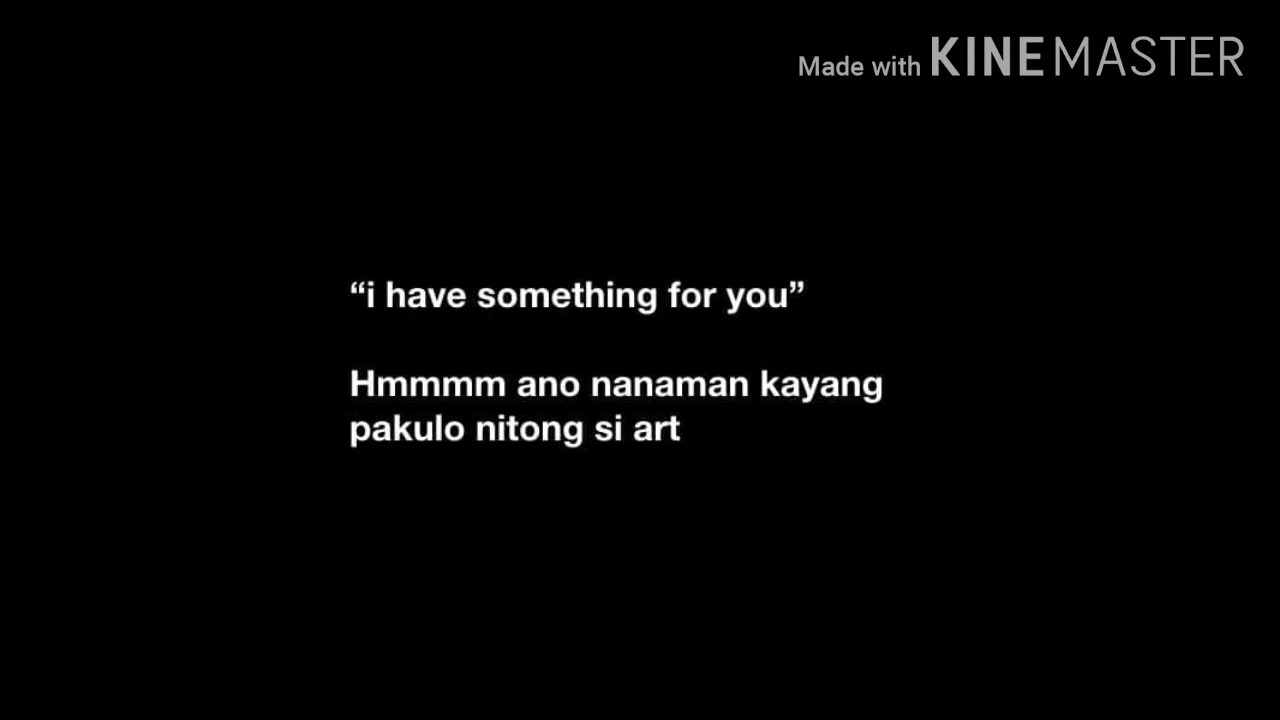 Made with KINEMASTER
“i have something for you”
Hmmmm ano nanaman kayang
pakulo nitong si art